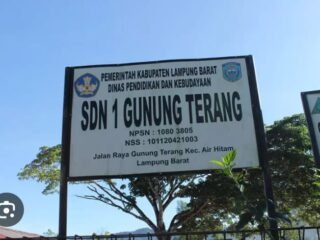 PEMERINTAH KABUPATEN LAMPUNG BARAT
DINAS PENDIDIKAN DAN KEBUDAYAAN
SDN 1 GUNUNG TERANG
NPSN : 1080 3805
NSS : 101120421003
Jalan Raya Gunung Terang Kec. Air Hitam
Lampung Barat